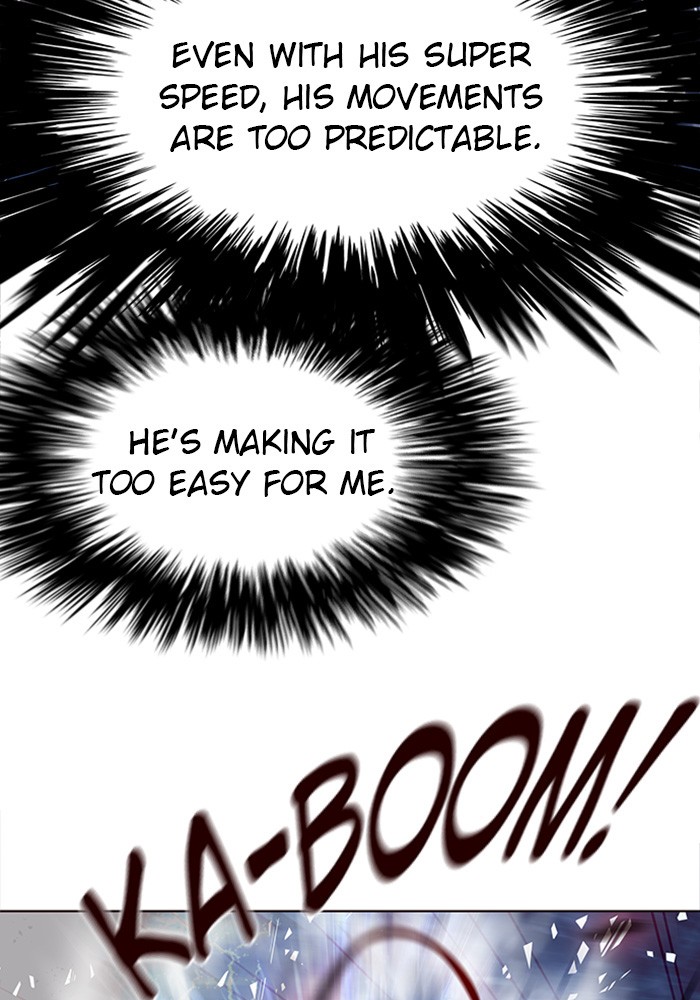 EVEN WITH HIS SUPER
SPEED, HIS MOVEMENTS
ARE TOO PREDICTABLE.
HE'S MAKING IT
TOO EASY FOR ME.
KA-BOOM!